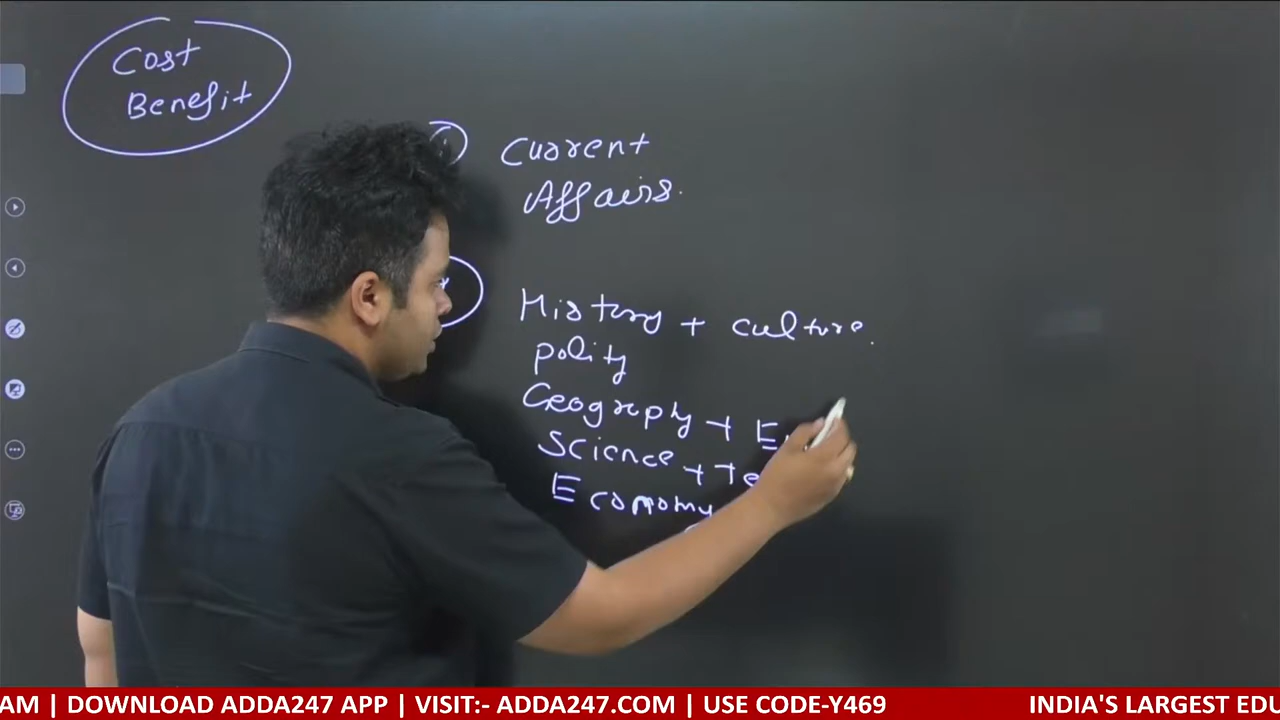 Cost
Benefit
Current
Affairs.
History + culture.
polity
Geography +
Science +
Economy
AM | DOWNLOAD ADDA247 APP | VISIT:- ADDA247.COM | USE CODE-Y469 INDIA'S LARGEST EDU